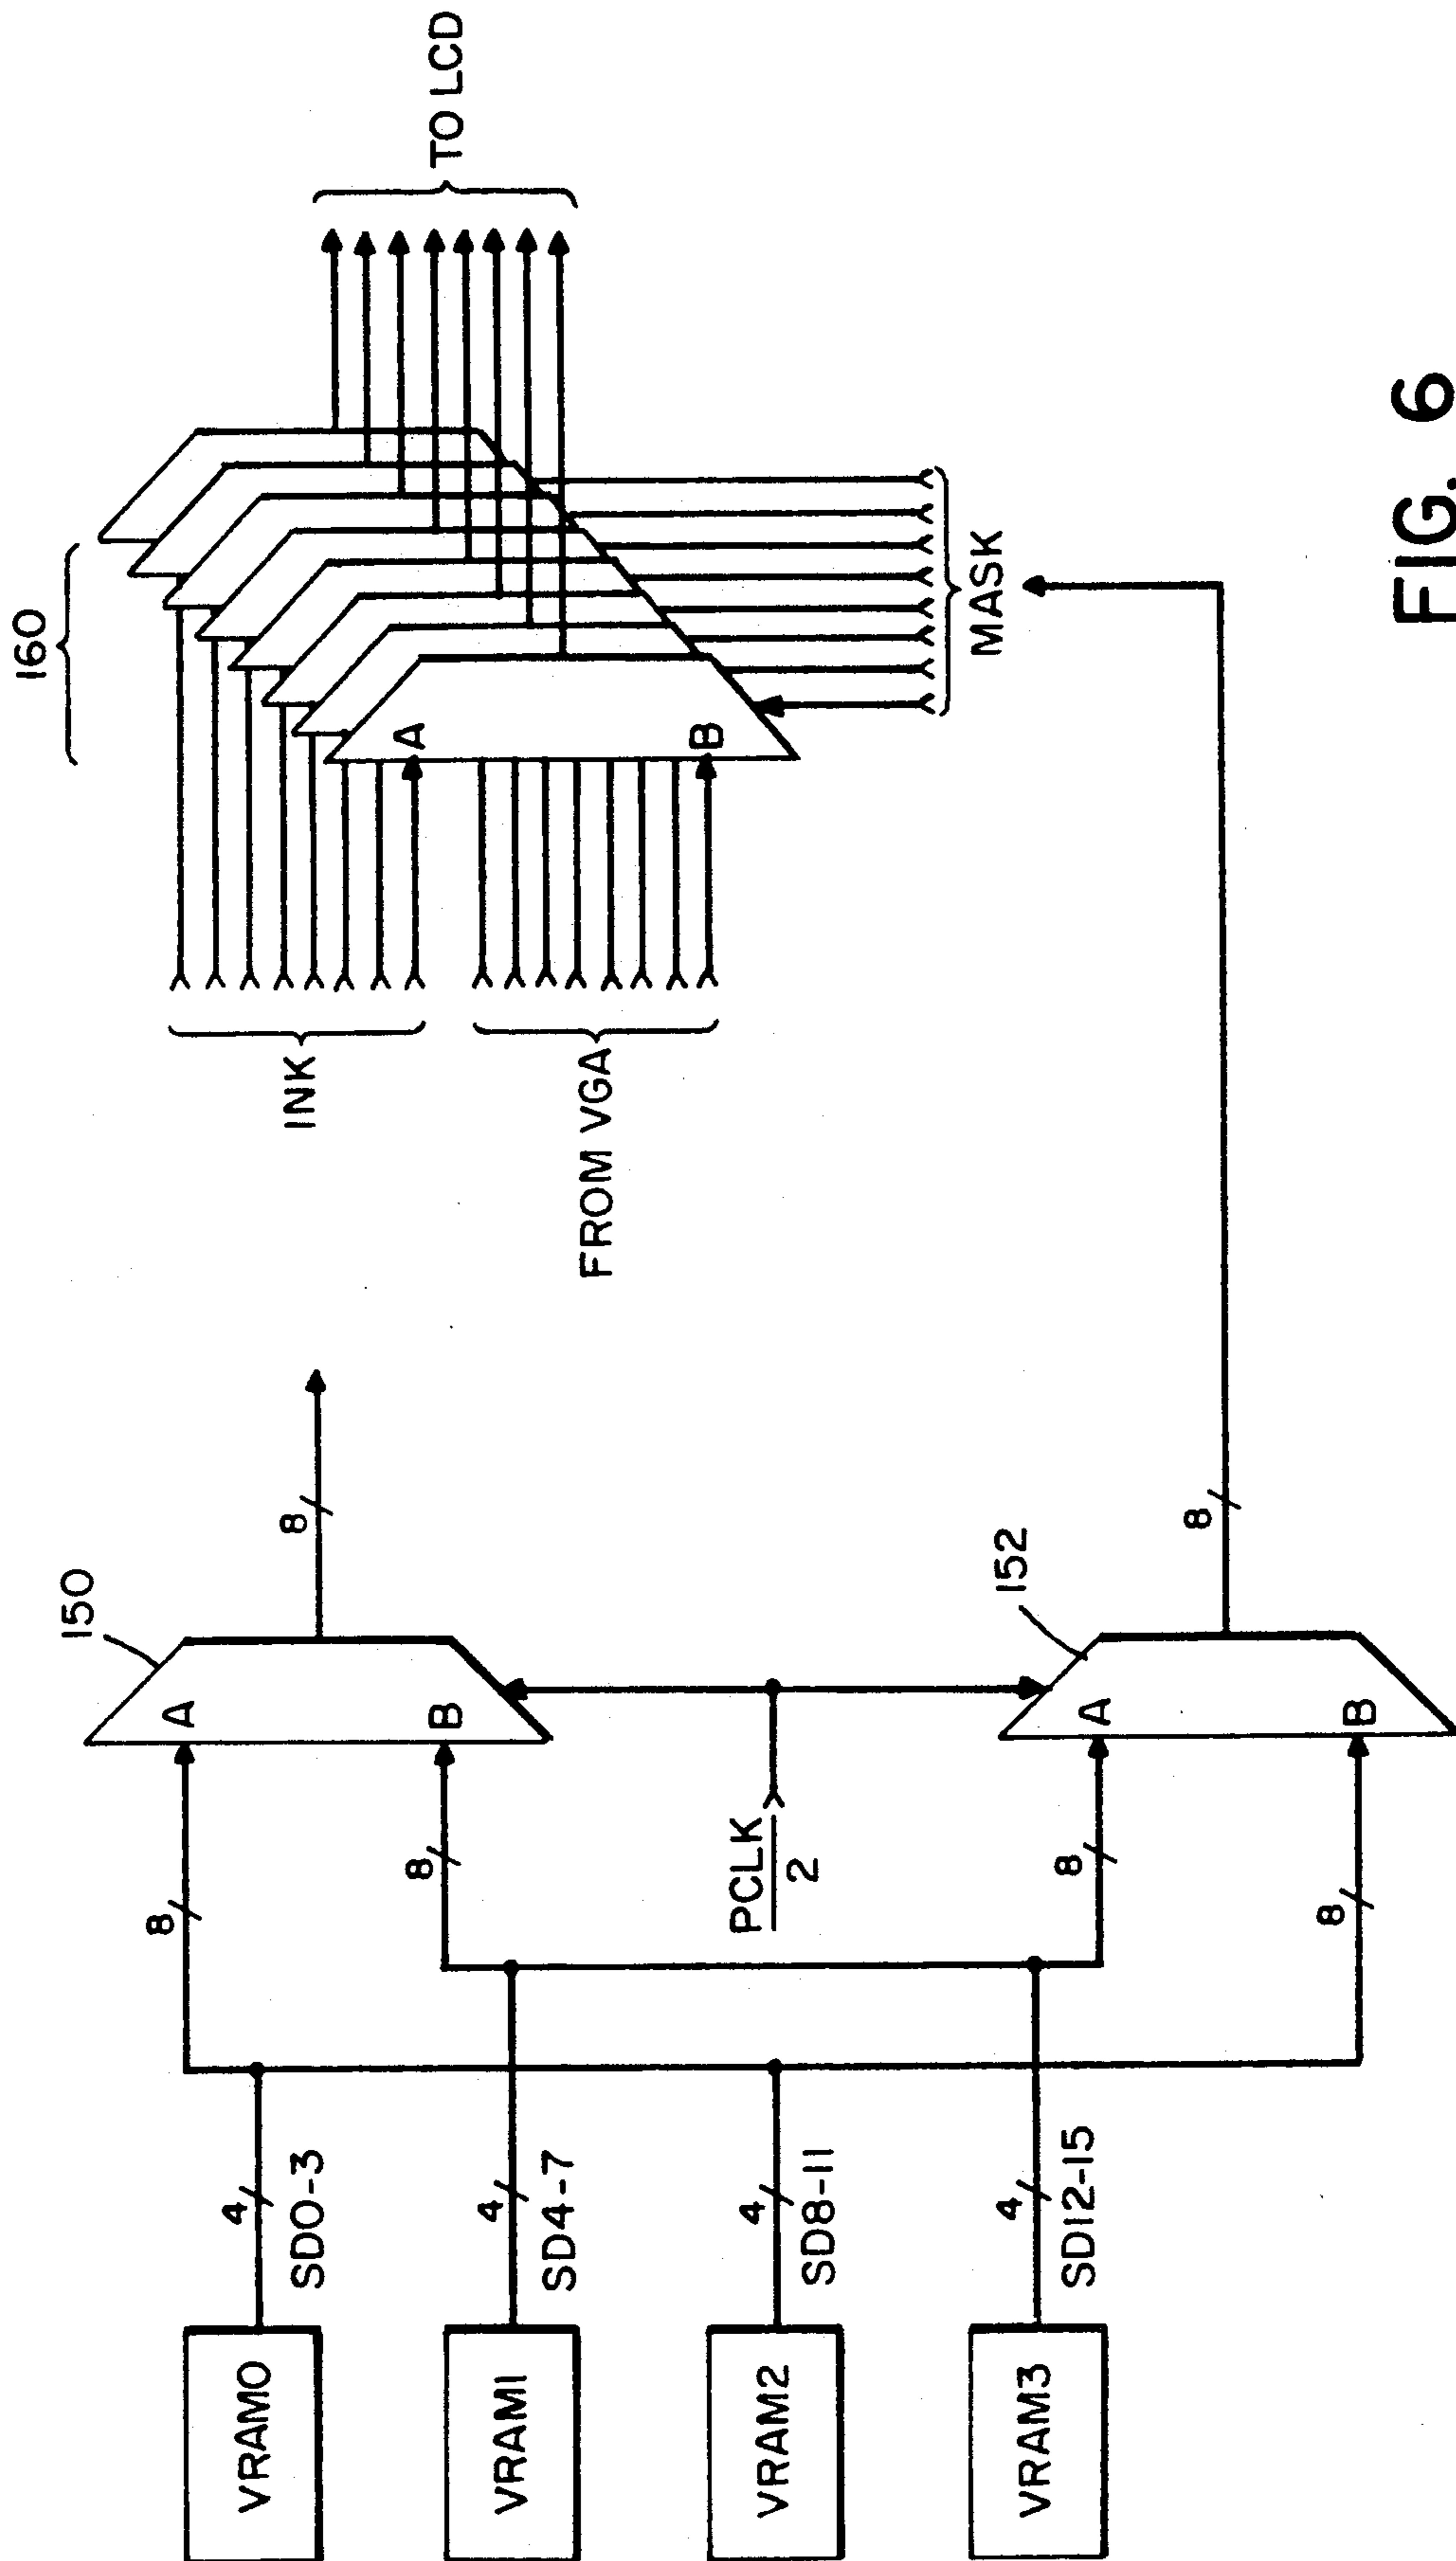 160
TO LCD
INK
A
FROM VGA
B
MASK
150
A
8
B
8
8
PCLK
2
152
A
8
B
8
8
VRAM0
4
SD0-3
VRAM1
4
SD4-7
VRAM2
4
SD8-11
VRAM3
4
SD12-15
FIG. 6